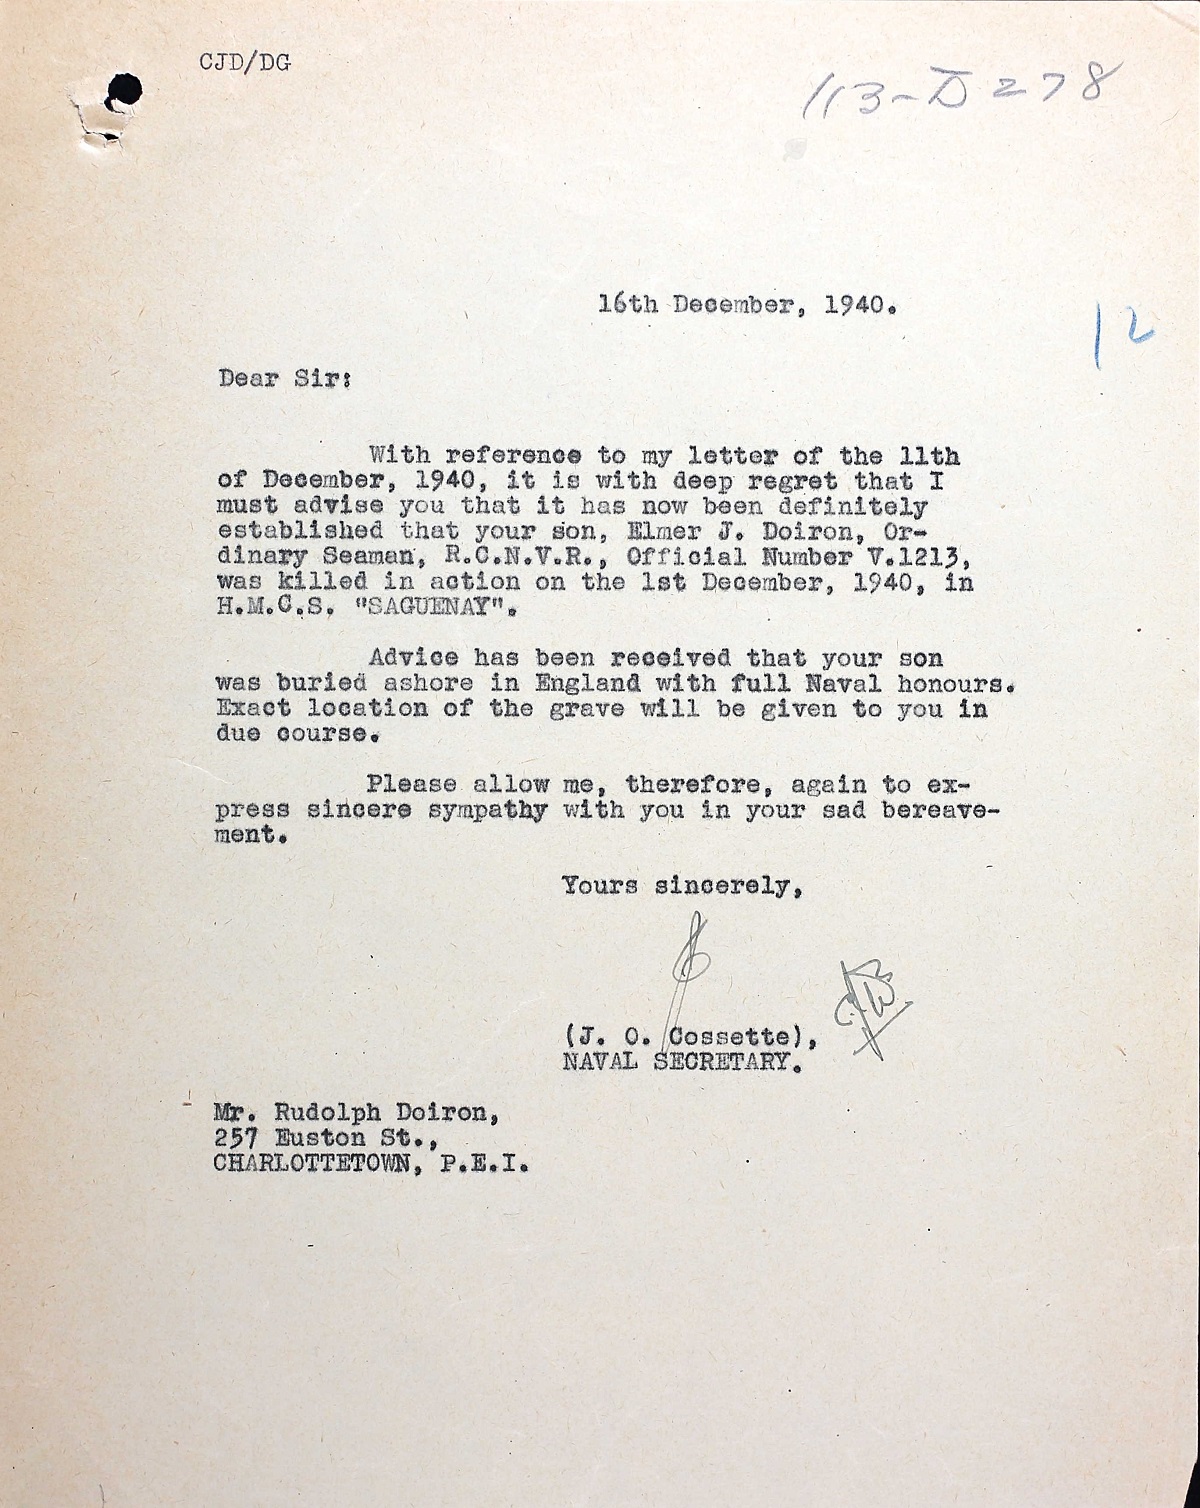 CJD/DG
113-D278
16th December, 1940.
12
Dear Sir:
With reference to my letter of the 11th
of December, 1940, it is with deep regret that I
must advise you that it has now been definitely
established that your son, Elmer J. Doiron, Or-
dinary Seaman, R.C.N.V.R., Official Number V.1213,
was killed in action on the 1st December, 1940, in
H.M.C.S. "SAGUENAY".
Advice has been received that your son
was buried ashore in England with full Naval honours.
Exact location of the grave will be given to you in
due course.
Please allow me, therefore, again to ex-
press sincere sympathy with you in your sad bereave-
ment.
Yours sincerely,
(J. O. Cossette),
NAVAL SECRETARY.
Mr. Rudolph Doiron,
257 Euston St.,
CHARLOTTETOWN, P.E.I.